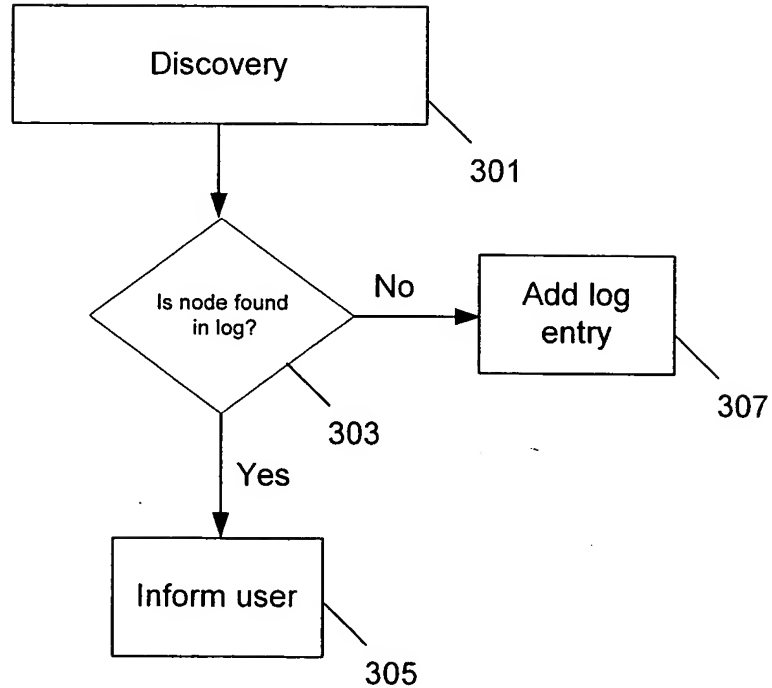 Discovery
301
Is node found
in log?
No
Add log
entry
307
303
Yes
Inform user
305